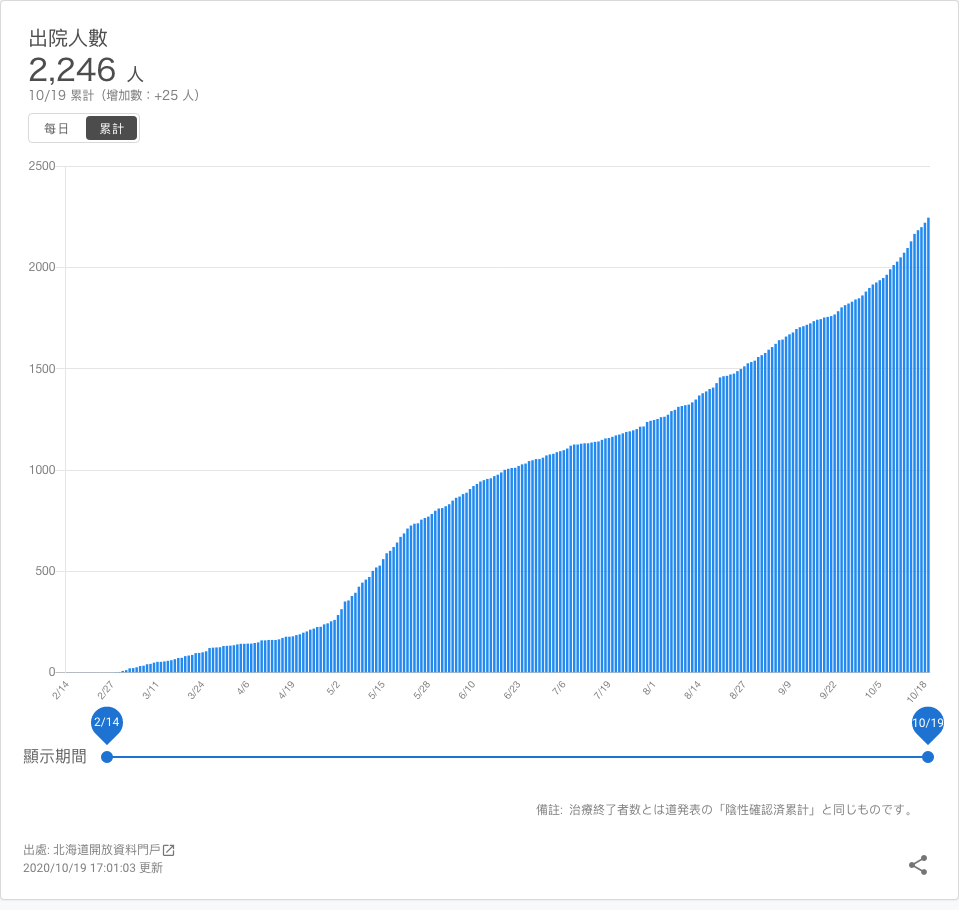 出院人數
2,246 人
10/19 累計（增加數：+25 人）
每日 累計
2500
2000
1500
1000
500
0
2/14 2/27 3/11 3/24 4/6 4/19 5/2 5/15 5/28 6/10 6/23 7/6 7/19 8/1 8/14 8/27 9/9 9/22 10/5 10/18
2/14 10/19
顯示期間
備註: 治療終了者数とは道発表の「陰性確認済累計」と同じものです。
出處: 北海道開放資料門戶
2020/10/19 17:01:03 更新